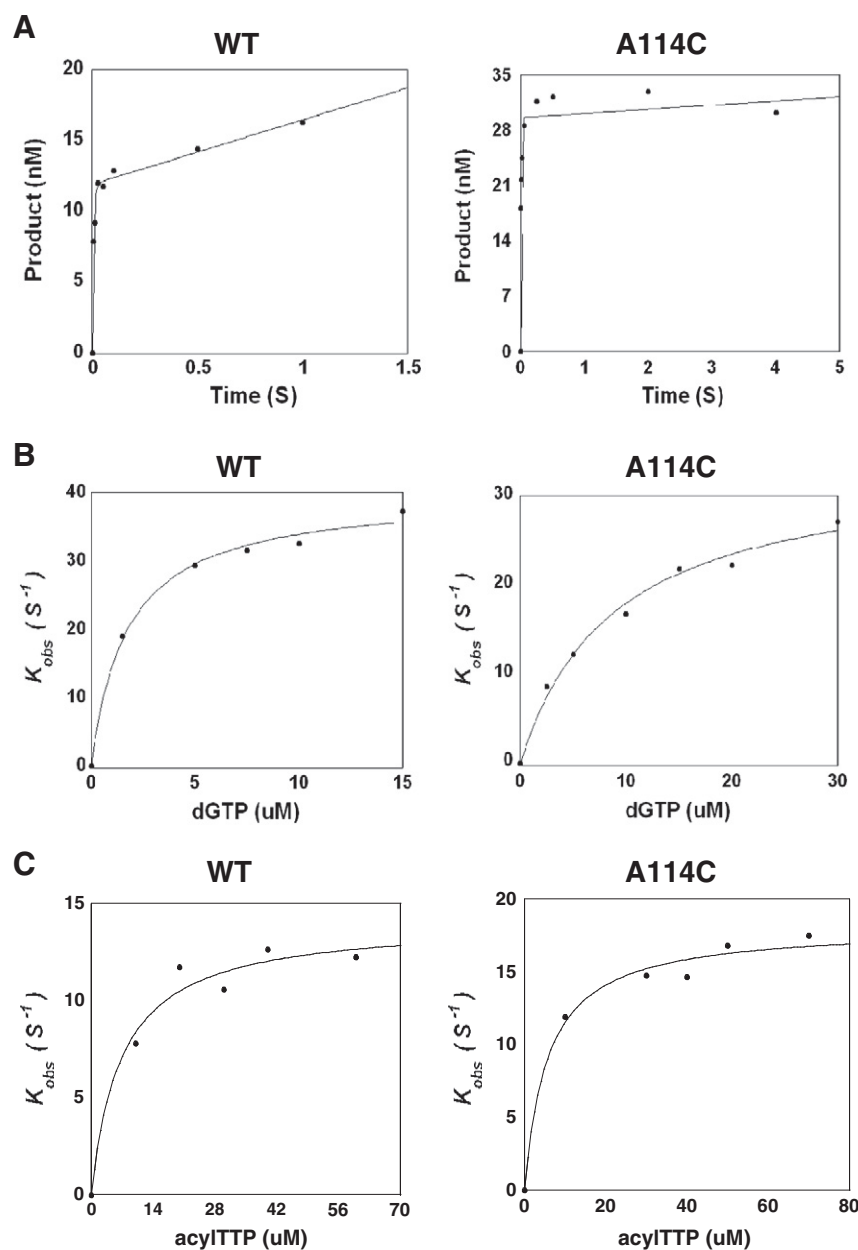 A
WT
A114C
20
15
10
5
0
Product (nM)
0
0.5
1
1.5
Time (S)
35
28
21
14
7
0
Product (nM)
0
1
2
3
4
5
Time (S)
B
WT
A114C
40
30
20
10
0
K_obs ( S^-1 )
0
5
10
15
dGTP (uM)
30
20
10
0
K_obs ( S^-1 )
0
10
20
30
dGTP (uM)
C
WT
A114C
15
10
5
0
K_obs ( S^-1 )
0
14
28
42
56
70
acylTTP (uM)
20
15
10
5
0
K_obs ( S^-1 )
0
20
40
60
80
acylTTP (uM)